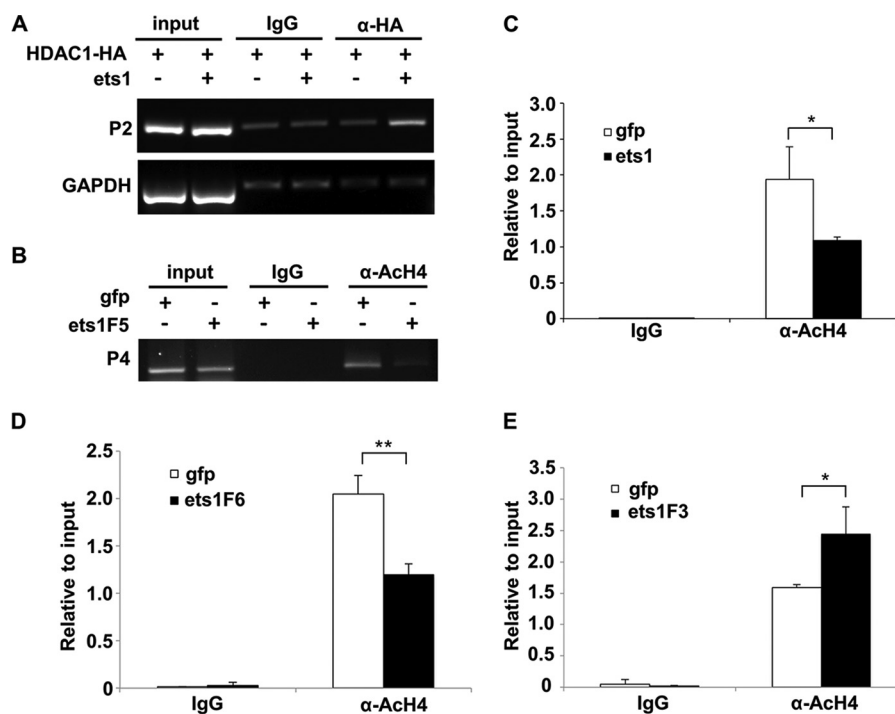 A
input IgG α-HA
HDAC1-HA + + + + + +
ets1 - + - + - +
P2
GAPDH
B
input IgG α-AcH4
gfp + - + - + -
ets1F5 - + - + - +
P4
C
Relative to input
3.0
2.5
2.0
1.5
1.0
0.5
0
gfp
ets1
*
IgG α-AcH4
D
Relative to input
2.5
2.0
1.5
1.0
0.5
0
gfp
ets1F6
**
IgG α-AcH4
E
Relative to input
3.5
3.0
2.5
2.0
1.5
1.0
0.5
0
gfp
ets1F3
*
IgG α-AcH4